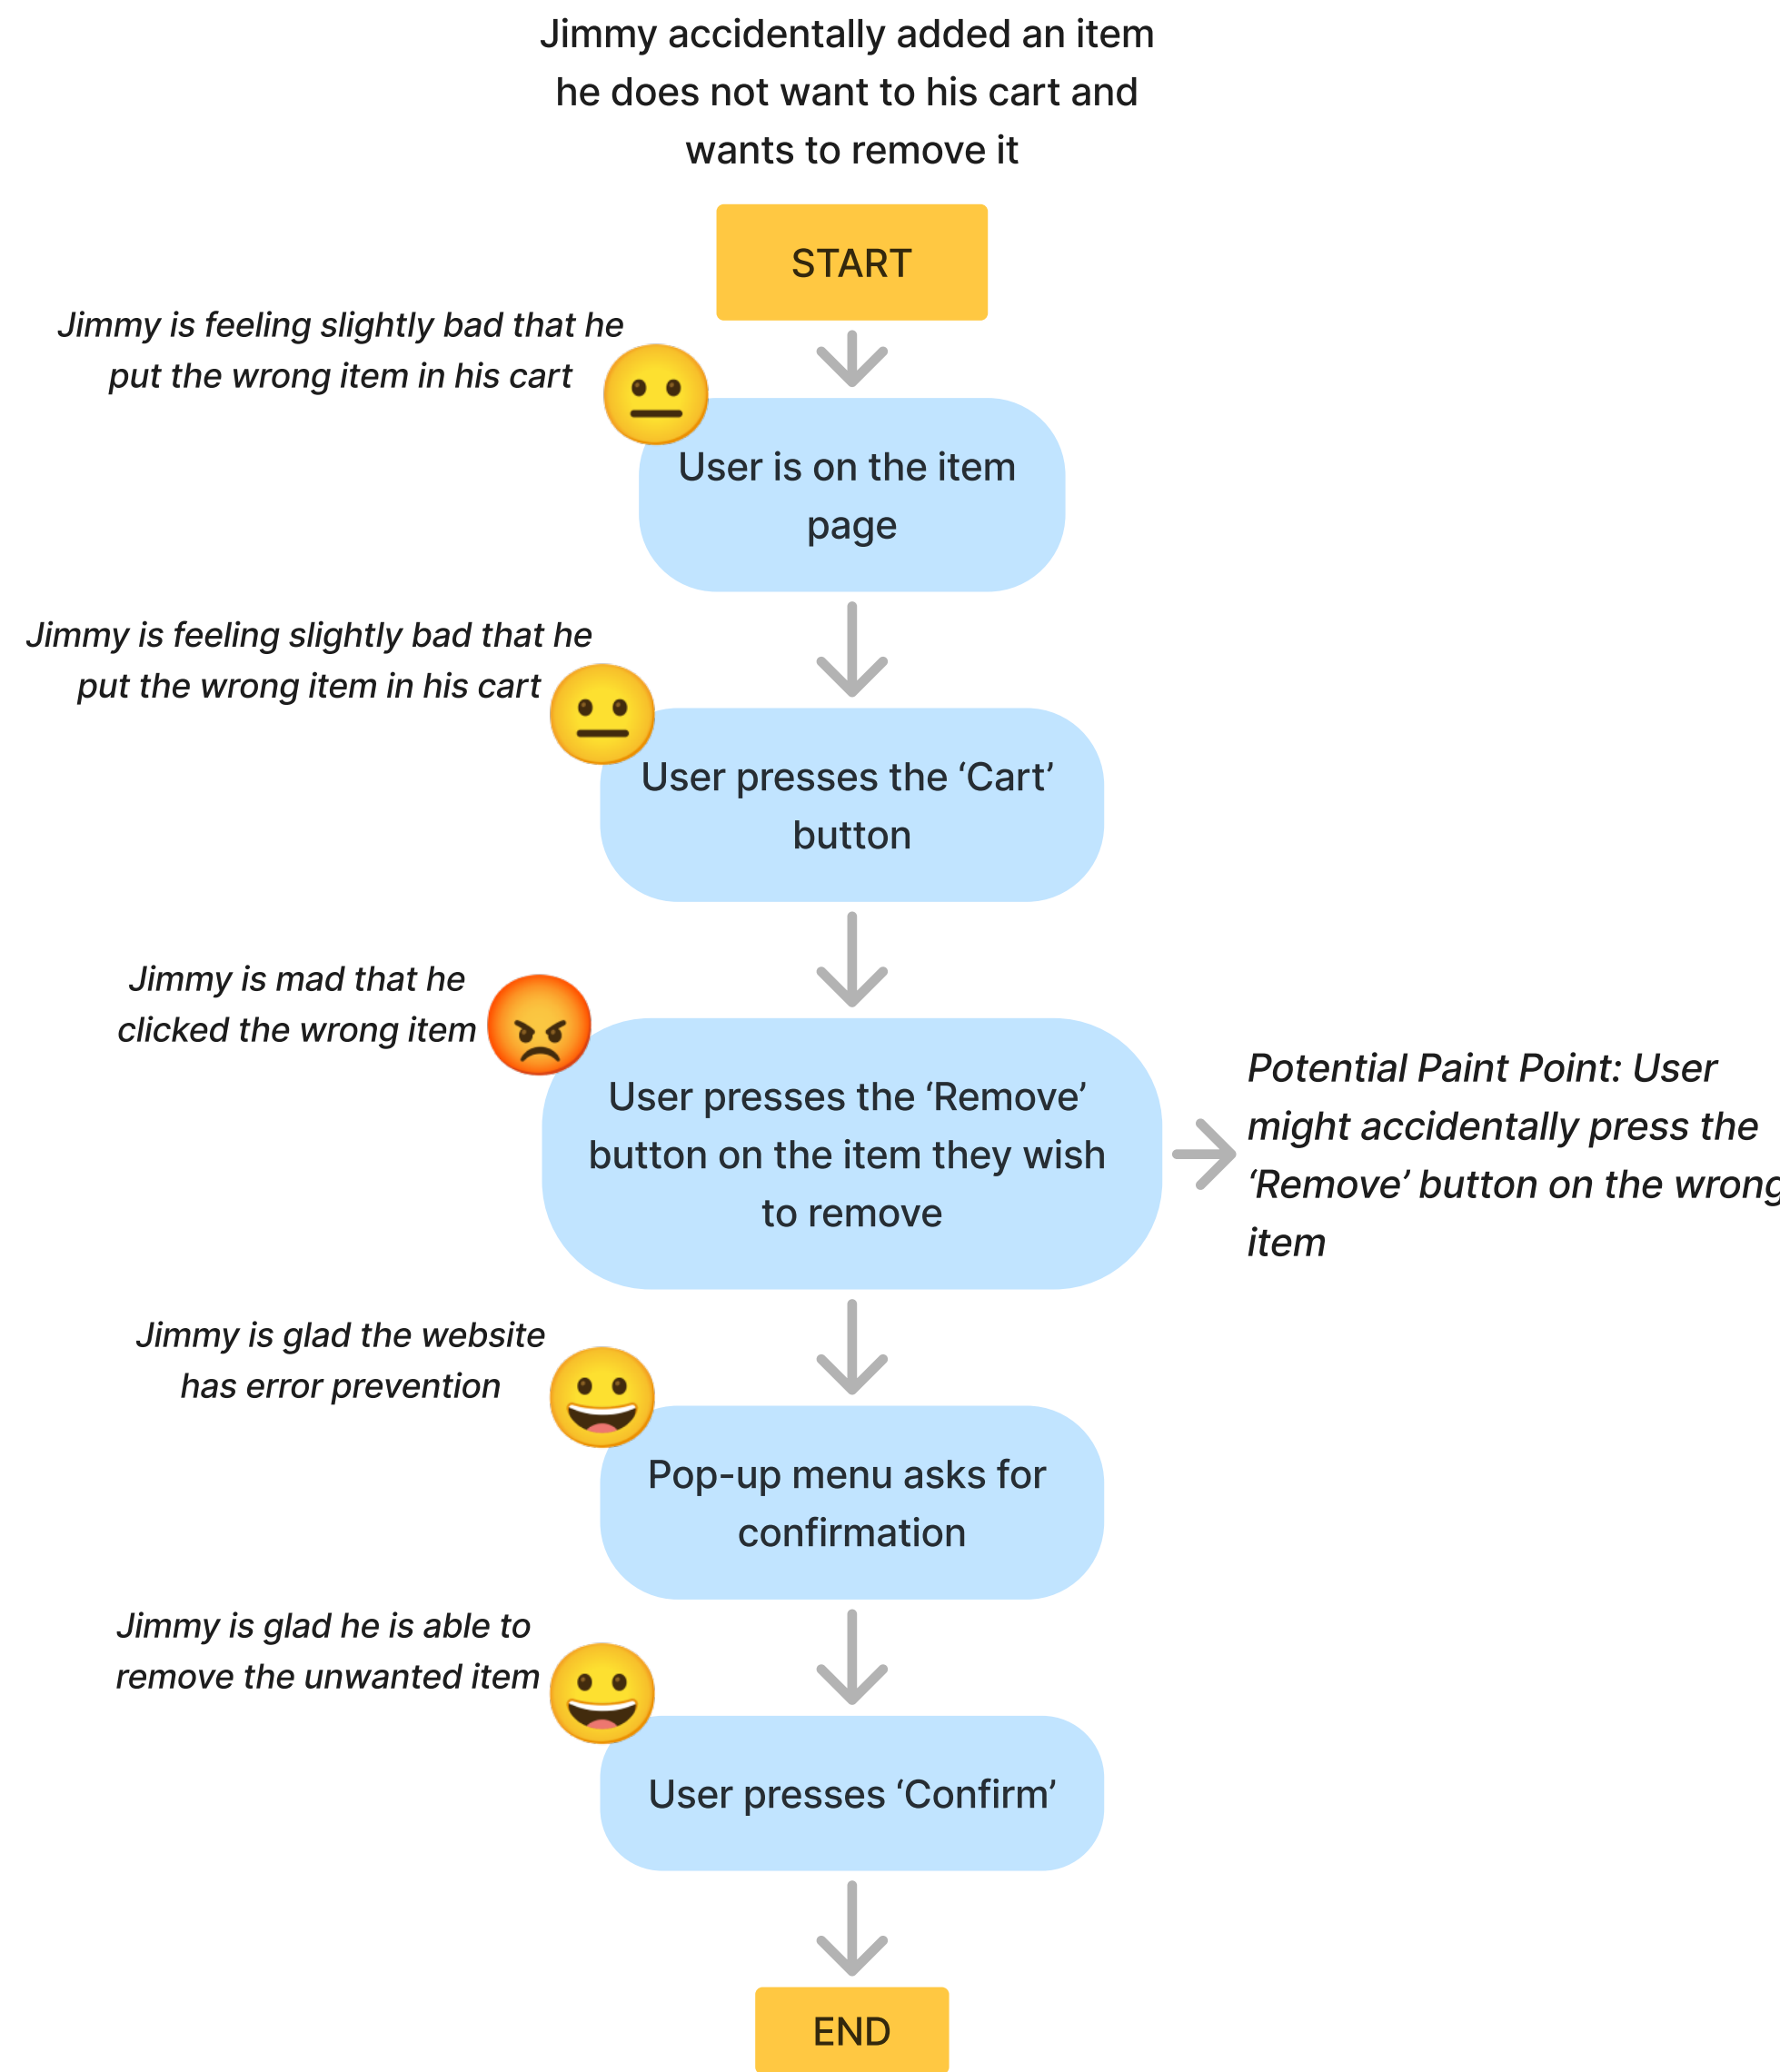 Jimmy accidentally added an item
he does not want to his cart and
wants to remove it
START
Jimmy is feeling slightly bad that he
put the wrong item in his cart
User is on the item
page
Jimmy is feeling slightly bad that he
put the wrong item in his cart
User presses the ‘Cart’
button
Jimmy is mad that he
clicked the wrong item
User presses the ‘Remove’
button on the item they wish
to remove
Potential Paint Point: User
might accidentally press the
‘Remove’ button on the wrong
item
Jimmy is glad the website
has error prevention
Pop-up menu asks for
confirmation
Jimmy is glad he is able to
remove the unwanted item
User presses ‘Confirm’
END